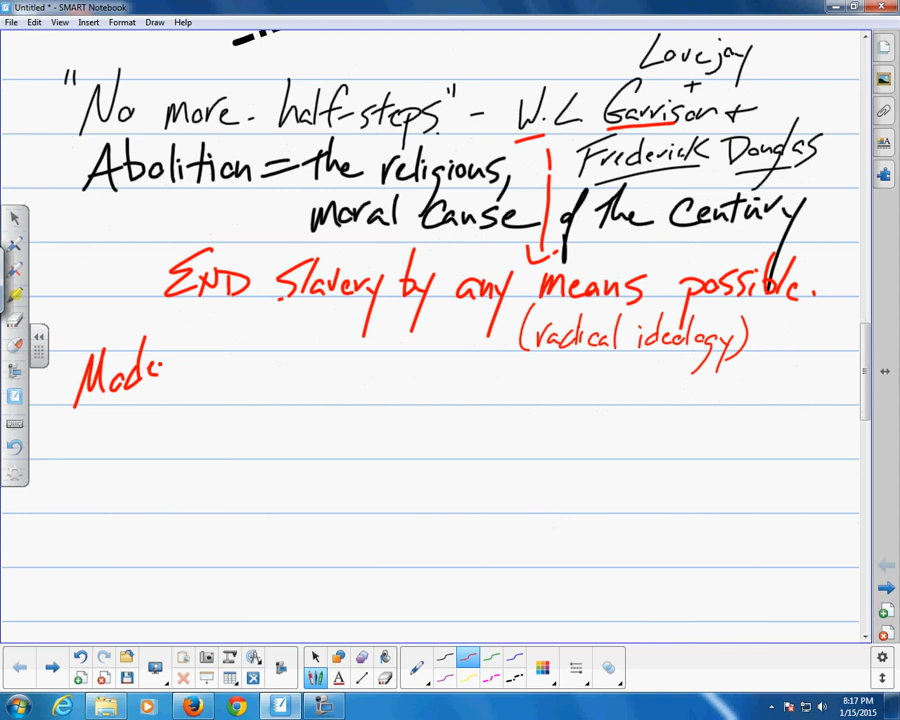 Untitled * - SMART Notebook
File Edit View Insert Format Draw Help
Lovejay
+
"No more half-steps" - W.L. Garrison +
Frederick Douglas
Abolition = the religious,
moral cause of the century
END slavery by any means possible.
(radical ideology)
Made
8:17 PM
1/15/2015